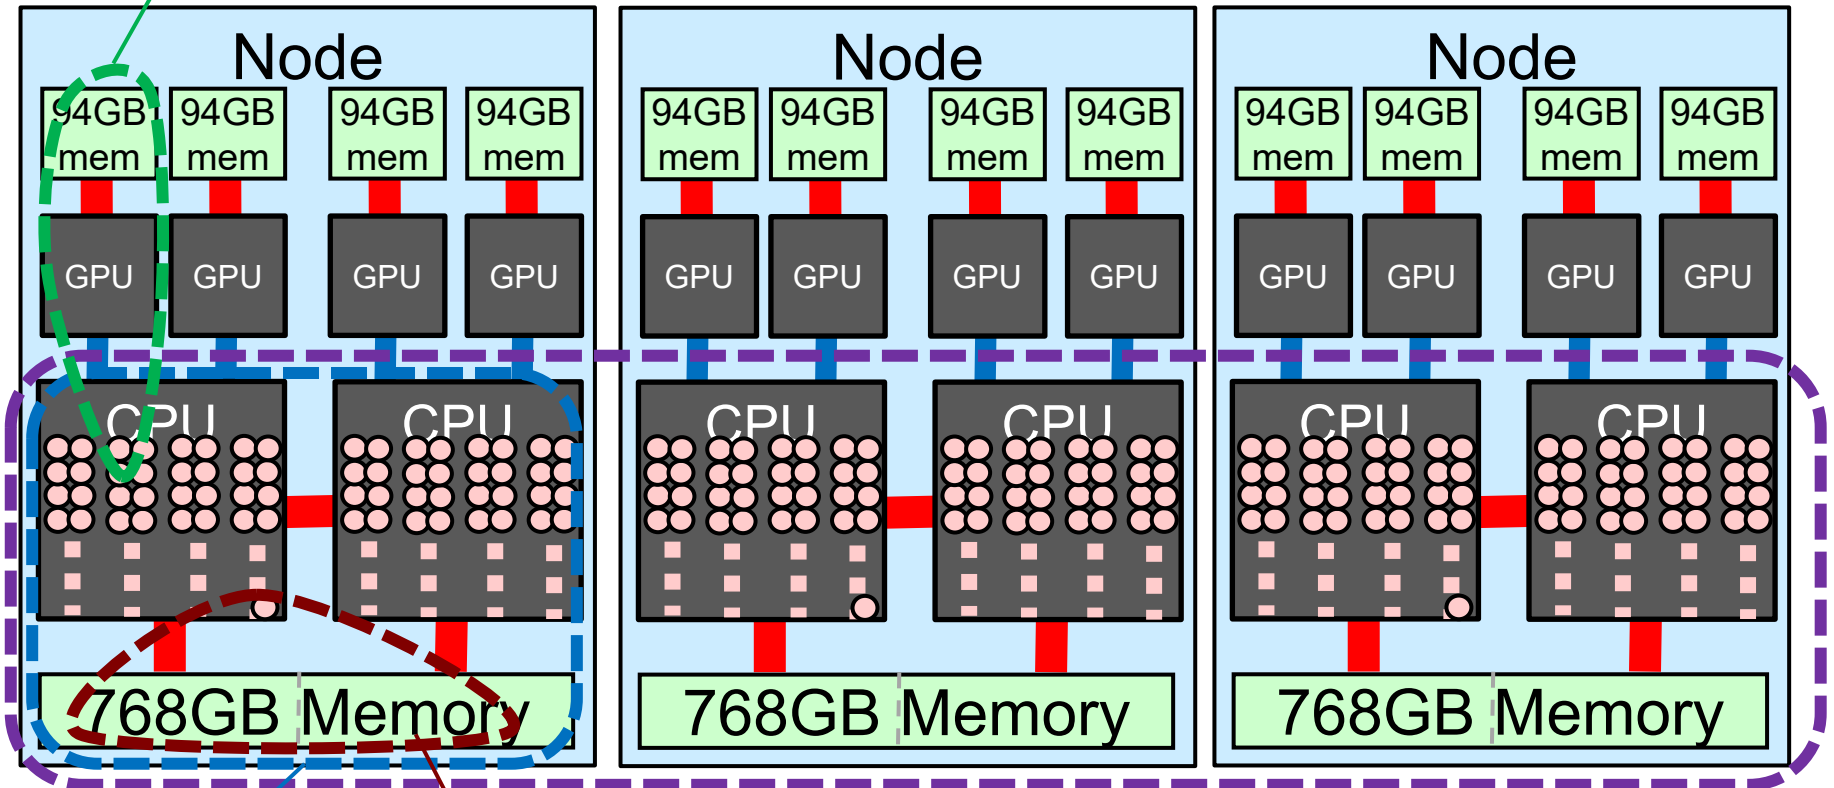 Node Node Node
94GB 94GB 94GB 94GB 94GB 94GB 94GB 94GB 94GB 94GB 94GB 94GB
mem mem mem mem mem mem mem mem mem mem mem mem
GPU GPU GPU GPU GPU GPU GPU GPU GPU GPU GPU GPU
CPU CPU CPU CPU CPU CPU
768GB Memory 768GB Memory 768GB Memory